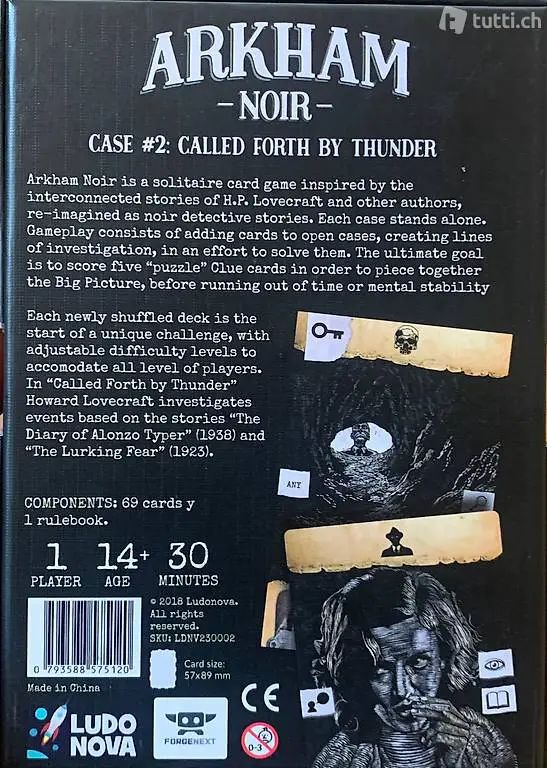 tutti.ch
ARKHAM
-NOIR-
CASE #2: CALLED FORTH BY THUNDER
Arkham Noir is a solitaire card game inspired by the
interconnected stories of H.P. Lovecraft and other authors,
re-imagined as noir detective stories. Each case stands alone.
Gameplay consists of adding cards to open cases, creating lines
of investigation, in an effort to solve them. The ultimate goal
is to score five "puzzle" Clue cards in order to piece together
the Big Picture, before running out of time or mental stability
Each newly shuffled deck is the
start of a unique challenge, with
adjustable difficulty levels to
accomodate all level of players.
In "Called Forth by Thunder"
Howard Lovecraft investigates
events based on the stories "The
Diary of Alonzo Typer" (1938) and
"The Lurking Fear" (1923).
ANY
COMPONENTS: 69 cards y
1 rulebook.
1 14+ 30
PLAYER AGE MINUTES
© 2018 Ludonova.
All rights
reserved.
SKU: LDNV230002
Card size:
57x89 mm
0 793588 575120
Made in China
LUDO
NOVA
FORGENEXT
CE
0-3